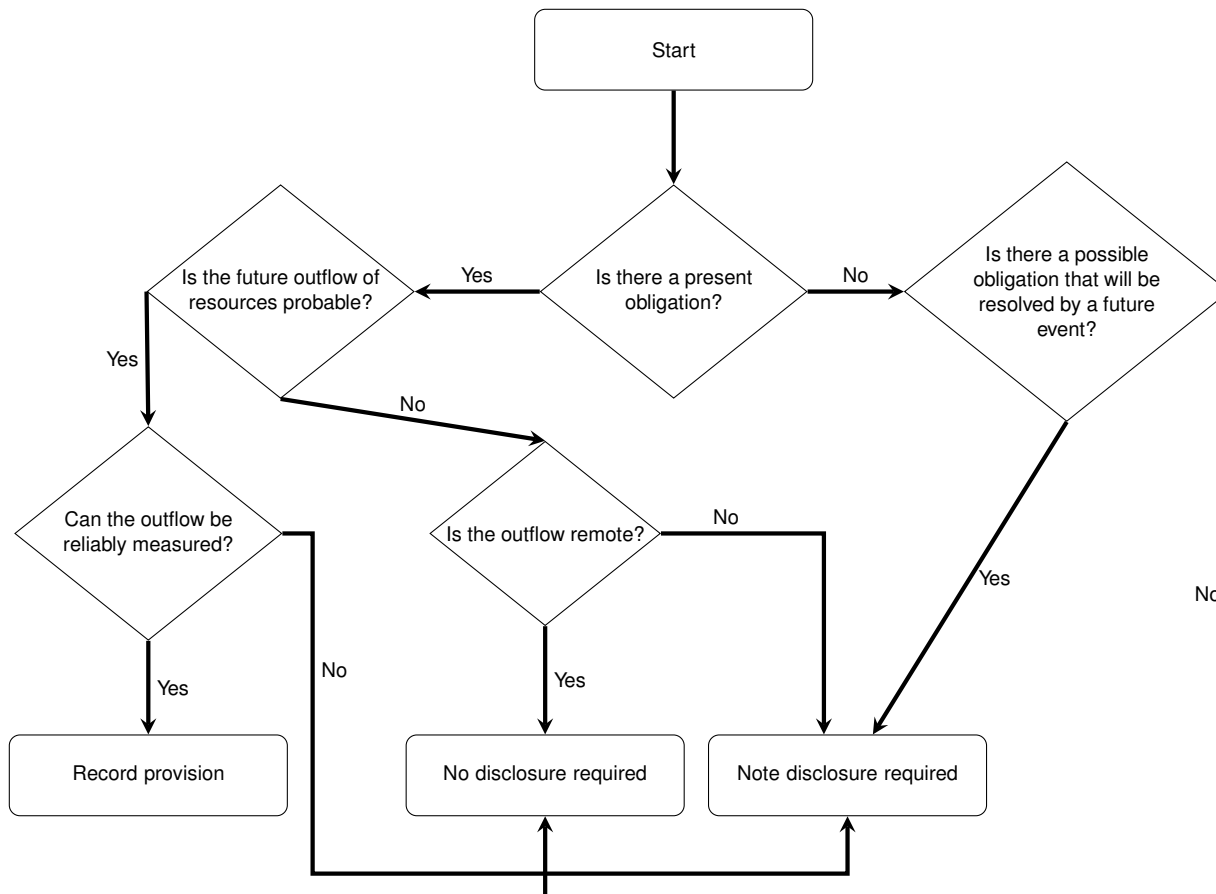 Start
Is the future outflow of
resources probable?
Yes
Is there a present
obligation?
No
Is there a possible
obligation that will be
resolved by a future
event?
Yes
No
Can the outflow be
reliably measured?
Is the outflow remote?
No
Yes
No
Yes
No
Yes
Record provision
No disclosure required
Note disclosure required